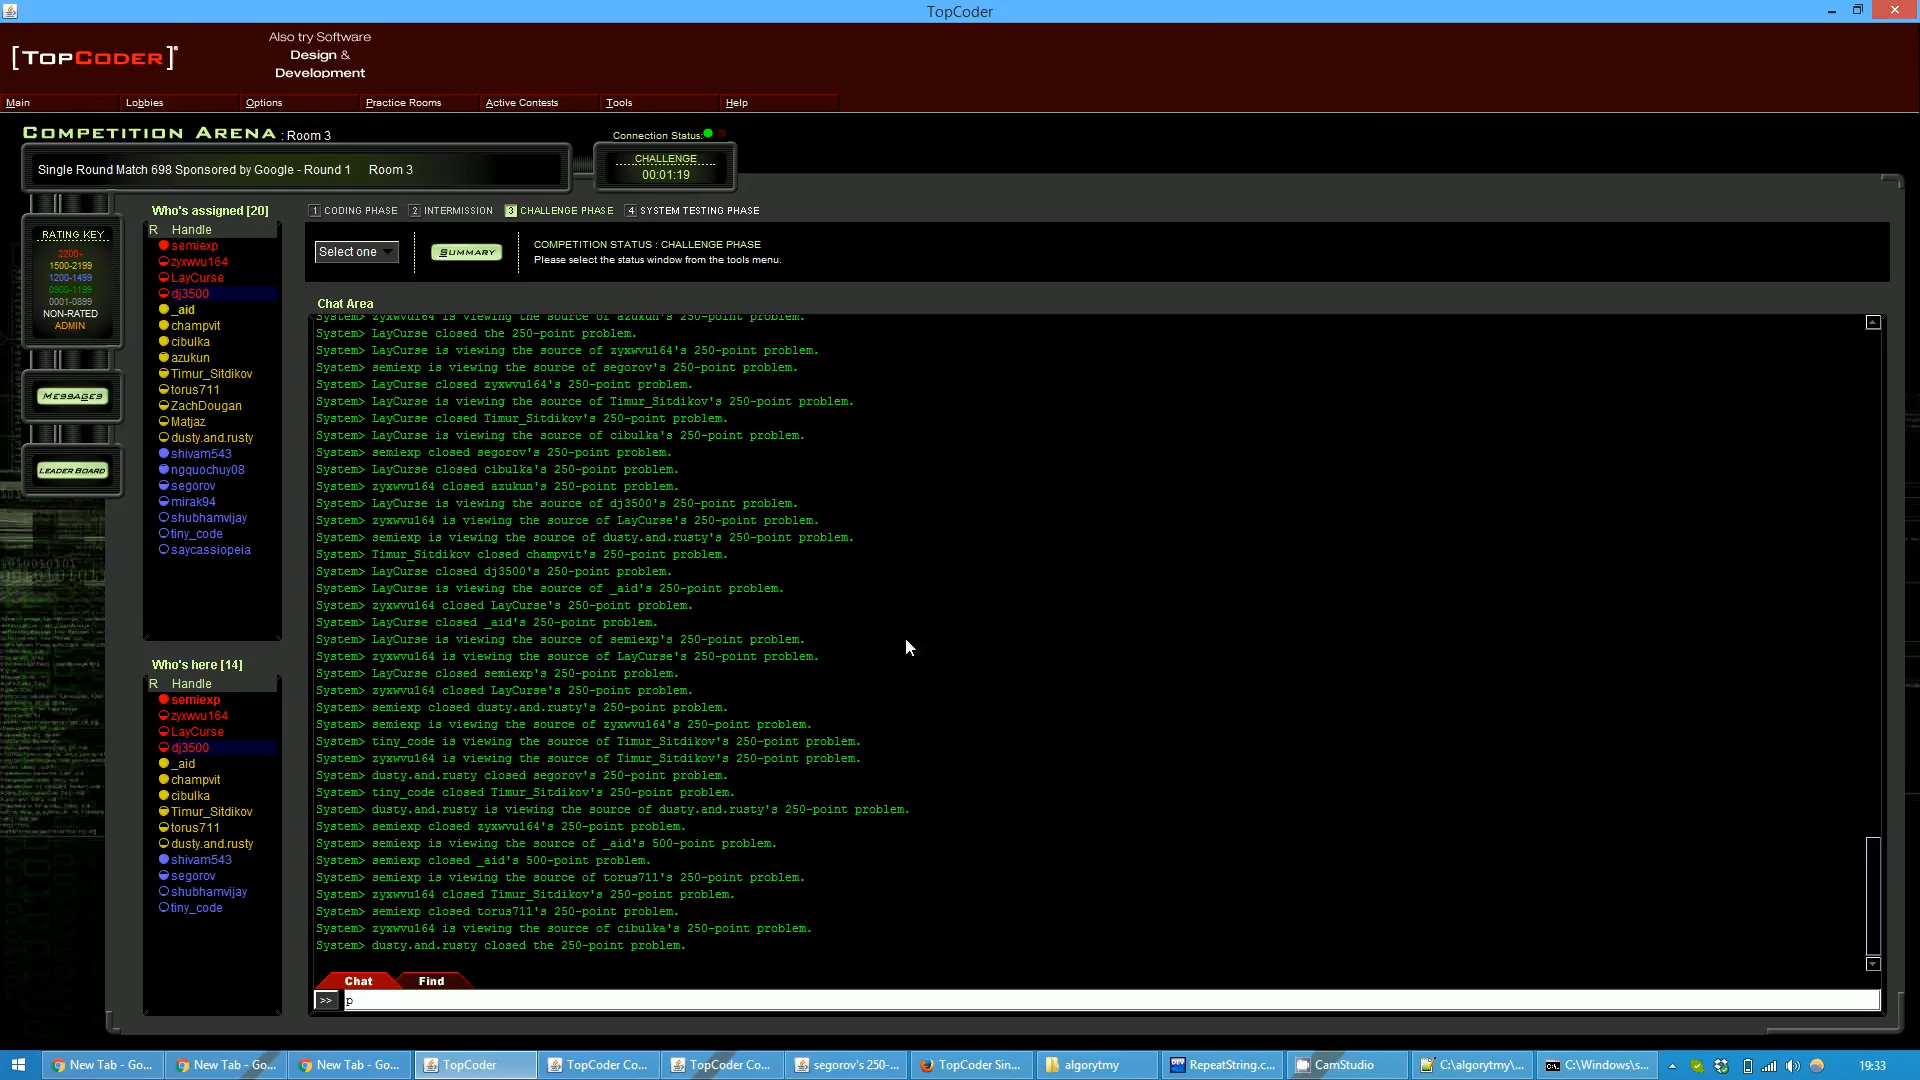 TopCoder
[TOPCODER]
Also try Software
Design &
Development
Main Lobbies Options Practice Rooms Active Contests Tools Help
COMPETITION ARENA : Room 3
Connection Status:
Single Round Match 698 Sponsored by Google - Round 1 Room 3
CHALLENGE
00:01:19
Who's assigned [20]
1 CODING PHASE 2 INTERMISSION 3 CHALLENGE PHASE 4 SYSTEM TESTING PHASE
RATING KEY
2200+
1500-2199
1200-1499
0900-1199
0001-0899
NON-RATED
ADMIN
MESSAGES
LEADER BOARD
R Handle
semiexp
zyxwvu164
LayCurse
dj3500
_aid
champvit
cibulka
azukun
Timur_Sitdikov
torus711
ZachDougan
Matjaz
dusty.and.rusty
shivam543
ngquochuy08
segorov
mirak94
shubhamvijay
tiny_code
saycassiopeia
Who's here [14]
R Handle
semiexp
zyxwvu164
LayCurse
dj3500
_aid
champvit
cibulka
Timur_Sitdikov
torus711
dusty.and.rusty
shivam543
segorov
shubhamvijay
tiny_code
Select one
SUMMARY
COMPETITION STATUS : CHALLENGE PHASE
Please select the status window from the tools menu.
Chat Area
System> zyxwvu164 is viewing the source of azukun's 250-point problem.
System> LayCurse closed the 250-point problem.
System> LayCurse is viewing the source of zyxwvu164's 250-point problem.
System> semiexp is viewing the source of segorov's 250-point problem.
System> LayCurse closed zyxwvu164's 250-point problem.
System> LayCurse is viewing the source of Timur_Sitdikov's 250-point problem.
System> LayCurse closed Timur_Sitdikov's 250-point problem.
System> LayCurse is viewing the source of cibulka's 250-point problem.
System> semiexp closed segorov's 250-point problem.
System> LayCurse closed cibulka's 250-point problem.
System> zyxwvu164 closed azukun's 250-point problem.
System> LayCurse is viewing the source of dj3500's 250-point problem.
System> zyxwvu164 is viewing the source of LayCurse's 250-point problem.
System> semiexp is viewing the source of dusty.and.rusty's 250-point problem.
System> Timur_Sitdikov closed champvit's 250-point problem.
System> LayCurse closed dj3500's 250-point problem.
System> LayCurse is viewing the source of _aid's 250-point problem.
System> zyxwvu164 closed LayCurse's 250-point problem.
System> LayCurse closed _aid's 250-point problem.
System> LayCurse is viewing the source of semiexp's 250-point problem.
System> zyxwvu164 is viewing the source of LayCurse's 250-point problem.
System> LayCurse closed semiexp's 250-point problem.
System> zyxwvu164 closed LayCurse's 250-point problem.
System> semiexp closed dusty.and.rusty's 250-point problem.
System> semiexp is viewing the source of zyxwvu164's 250-point problem.
System> tiny_code is viewing the source of Timur_Sitdikov's 250-point problem.
System> zyxwvu164 is viewing the source of Timur_Sitdikov's 250-point problem.
System> dusty.and.rusty closed segorov's 250-point problem.
System> tiny_code closed Timur_Sitdikov's 250-point problem.
System> dusty.and.rusty is viewing the source of dusty.and.rusty's 250-point problem.
System> semiexp closed zyxwvu164's 250-point problem.
System> semiexp is viewing the source of _aid's 500-point problem.
System> semiexp closed _aid's 500-point problem.
System> semiexp is viewing the source of torus711's 250-point problem.
System> zyxwvu164 closed Timur_Sitdikov's 250-point problem.
System> semiexp closed torus711's 250-point problem.
System> zyxwvu164 is viewing the source of cibulka's 250-point problem.
System> dusty.and.rusty closed the 250-point problem.
Chat Find
>> p
New Tab - Go... New Tab - Go... New Tab - Go... TopCoder TopCoder Co... TopCoder Co... segorov's 250-... TopCoder Sin... algorytmy RepeatString.c... CamStudio C:\algorytmy\... C:\Windows\s... 19:33